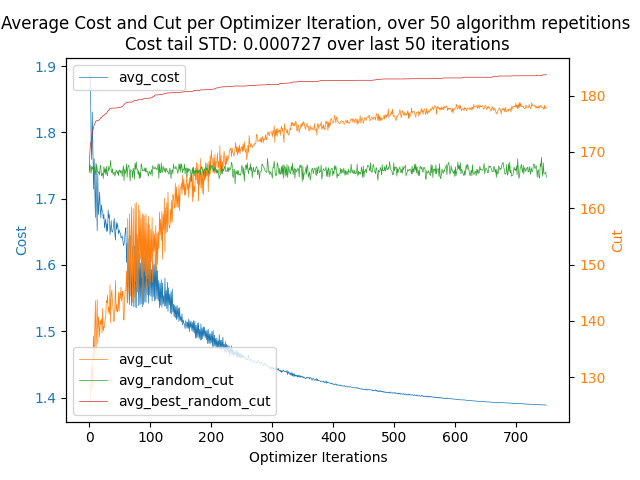 Average Cost and Cut per Optimizer Iteration, over 50 algorithm repetitions
Cost tail STD: 0.000727 over last 50 iterations
avg_cost
1.9
1.8
1.7
1.6
1.5
1.4
Cost
180
170
160
150
140
130
Cut
avg_cut
avg_random_cut
avg_best_random_cut
0 100 200 300 400 500 600 700
Optimizer Iterations